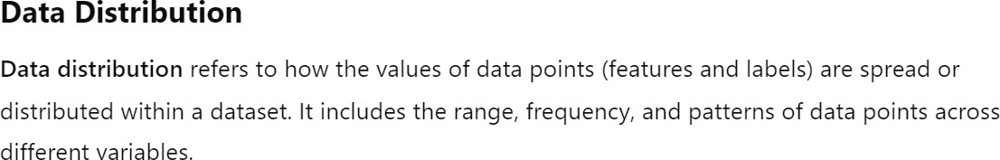 Data Distribution
Data distribution refers to how the values of data points (features and labels) are spread or
distributed within a dataset. It includes the range, frequency, and patterns of data points across
different variables.